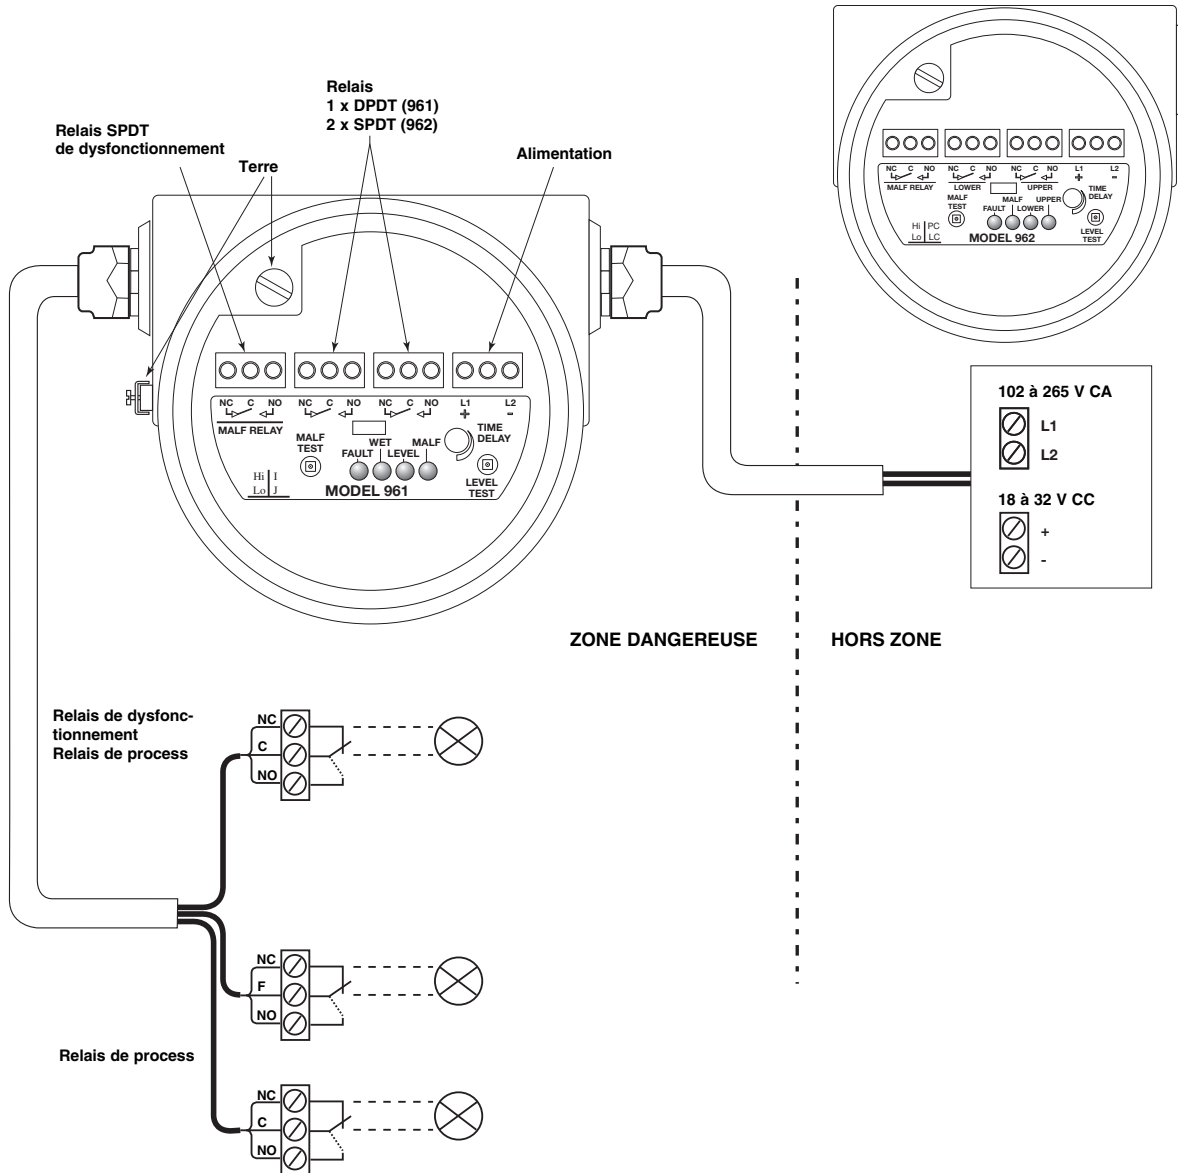 Relais
1 x DPDT (961)
2 x SPDT (962)
Relais SPDT
de dysfonctionnement
Terre
Alimentation
NC C NO NC C NO NC C NO L1 L2
+ -
MALF RELAY
MALF
TEST
WET MALF
FAULT LEVEL
TIME
DELAY
Hi I
Lo J
MODEL 961
LEVEL
TEST
NC C NO NC C NO NC C NO L1 L2
+ -
MALF RELAY LOWER UPPER
MALF
TEST
MALF UPPER
FAULT LOWER
TIME
DELAY
Hi PC
Lo LC
MODEL 962
LEVEL
TEST
102 à 265 V CA
L1
L2
18 à 32 V CC
+
-
ZONE DANGEREUSE
HORS ZONE
Relais de dysfonc-
tionnement
Relais de process
NC
C
NO
NC
F
NO
Relais de process
NC
C
NO